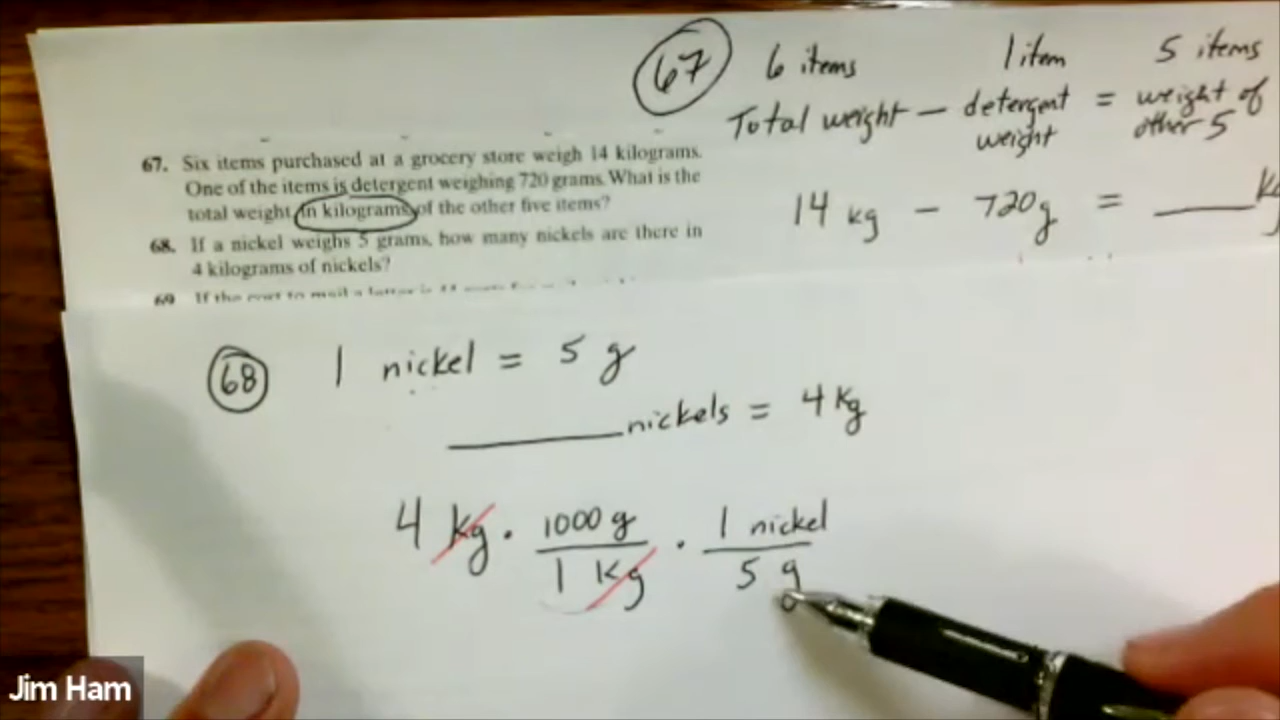 67 6 items 1 item 5 items
Total weight − detergent weight = weight of other 5
14 kg − 720g = ____
67. Six items purchased at a grocery store weigh 14 kilograms.
One of the items is detergent weighing 720 grams. What is the
total weight in kilograms of the other five items?
68. If a nickel weighs 5 grams, how many nickels are there in
4 kilograms of nickels?
69
68 1 nickel = 5 g
____ nickels = 4 Kg
4 kg · 1000 g / 1 Kg · 1 nickel / 5 g
Jim Ham